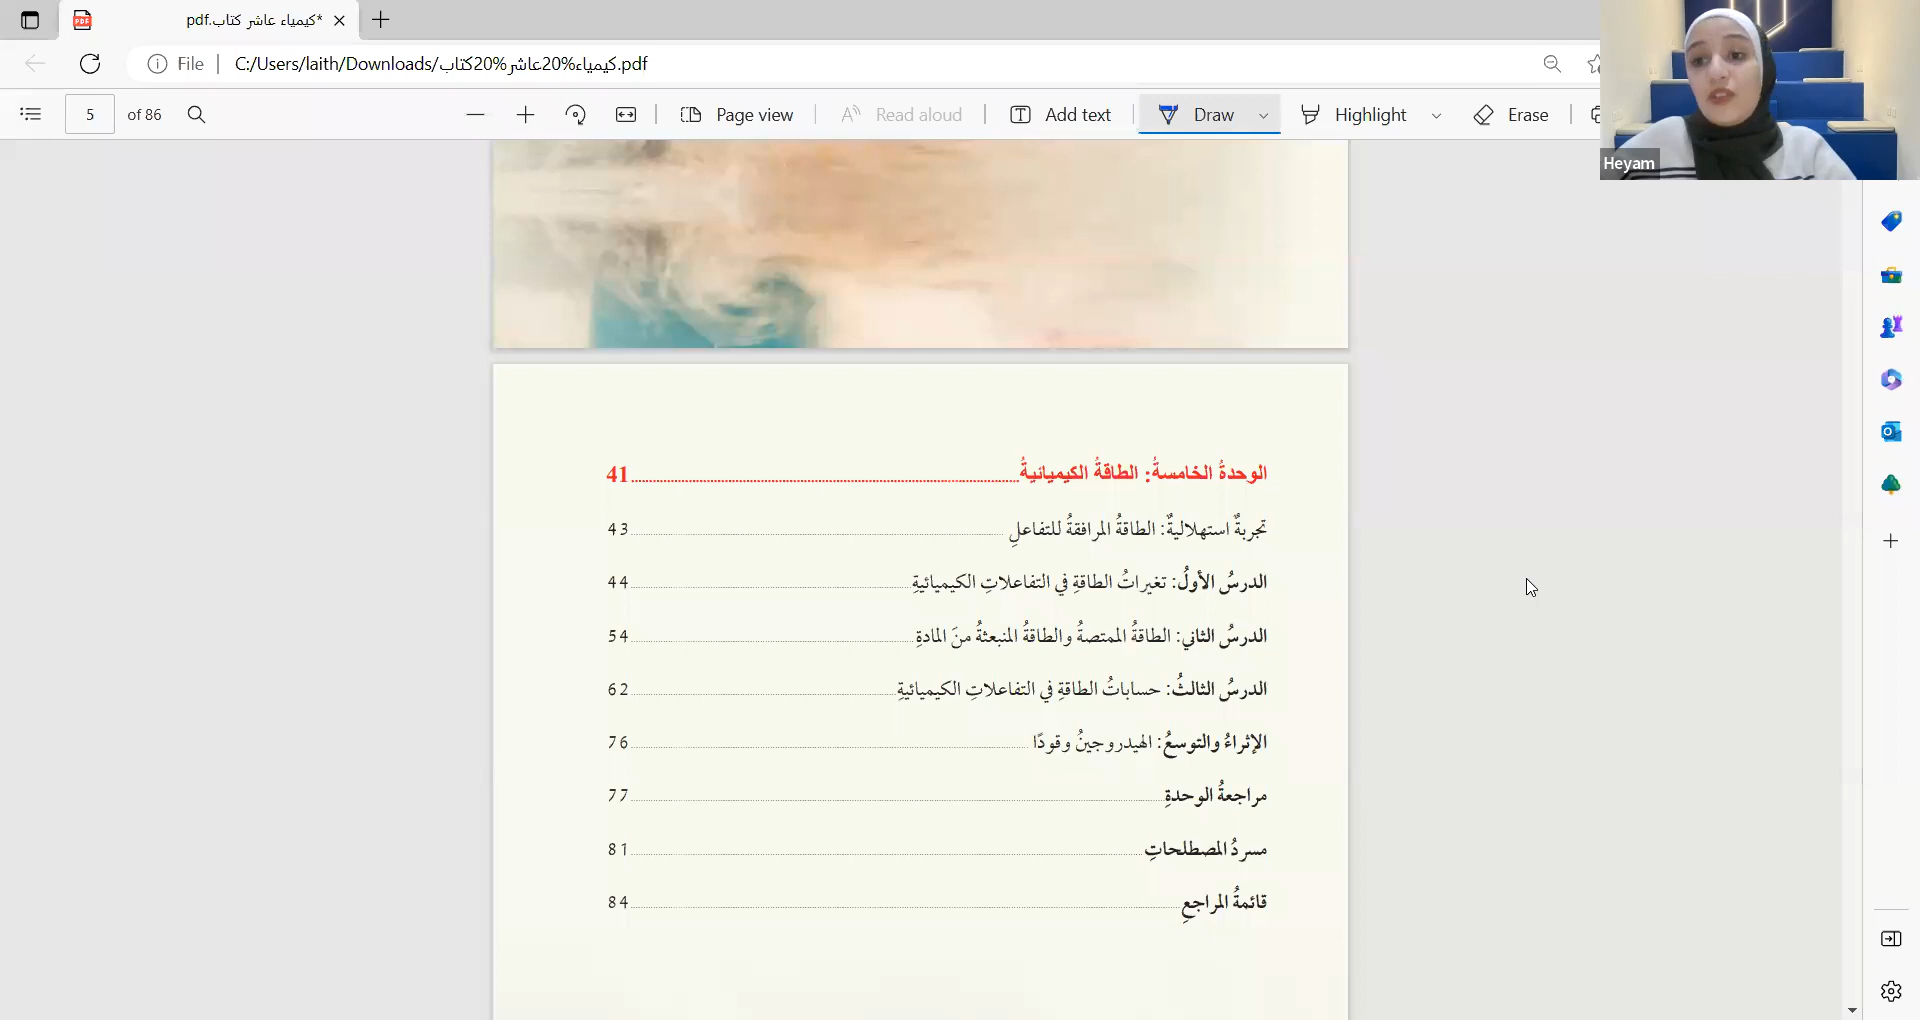 كيمياء عاشر كتاب.pdf*
File C:/Users/laith/Downloads/كيمياء%20عاشر%20كتاب.pdf
5 of 86 Page view Read aloud Add text Draw Highlight Erase
Heyam
الوحدةُ الخامسةُ: الطاقةُ الكيميائيةُ 41
تجربةٌ استهلاليةٌ: الطاقةُ المرافقةُ للتفاعلِ 43
الدرسُ الأولُ: تغيراتُ الطاقةِ في التفاعلاتِ الكيميائيةِ 44
الدرسُ الثاني: الطاقةُ الممتصةُ والطاقةُ المنبعثةُ منَ المادةِ 54
الدرسُ الثالثُ: حساباتُ الطاقةِ في التفاعلاتِ الكيميائيةِ 62
الإثراءُ والتوسعُ: الهيدروجينُ وقودًا 76
مراجعةُ الوحدةِ 77
مسردُ المصطلحاتِ 81
قائمةُ المراجعِ 84